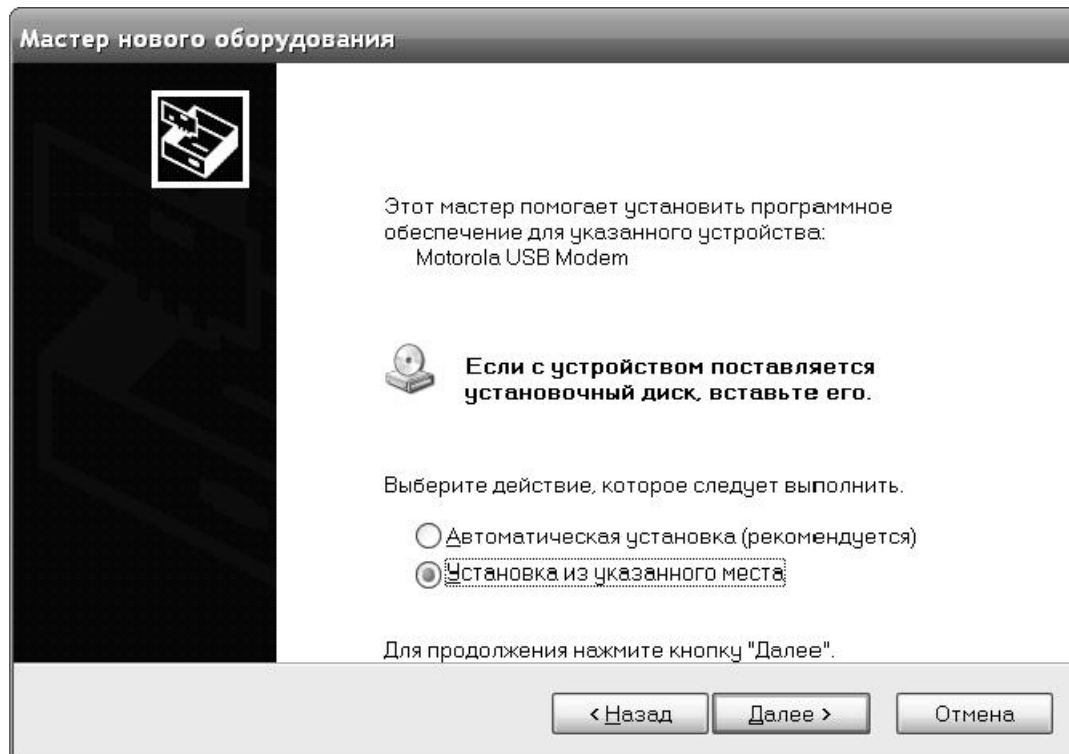 Мастер нового оборудования
Этот мастер помогает установить программное
обеспечение для указанного устройства:
Motorola USB Modem
Если с устройством поставляется
установочный диск, вставьте его.
Выберите действие, которое следует выполнить.
Автоматическая установка (рекомендуется)
Установка из указанного места
Для продолжения нажмите кнопку "Далее".
< Назад Далее > Отмена